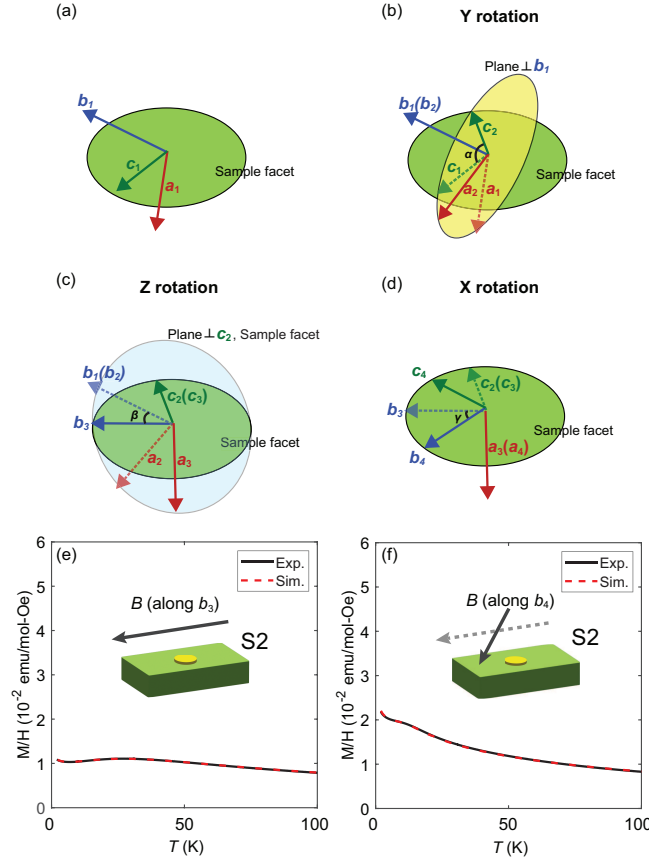 (a)
b1
c1
a1
Sample facet
(b)
Y rotation
Plane⊥b1
b1(b2)
c2
α
c1
a2
a1
Sample facet
(c)
Z rotation
Plane⊥c2, Sample facet
b1(b2)
c2(c3)
β
b3
a2
a3
Sample facet
(d)
X rotation
c4
c2(c3)
b3
γ
b4
a3(a4)
Sample facet
(e)
Exp.
Sim.
B (along b3)
S2
M/H (10-2 emu/mol-Oe)
6
5
4
3
2
1
0
0
50
100
T (K)
(f)
Exp.
Sim.
B (along b4)
S2
M/H (10-2 emu/mol-Oe)
6
5
4
3
2
1
0
0
50
100
T (K)